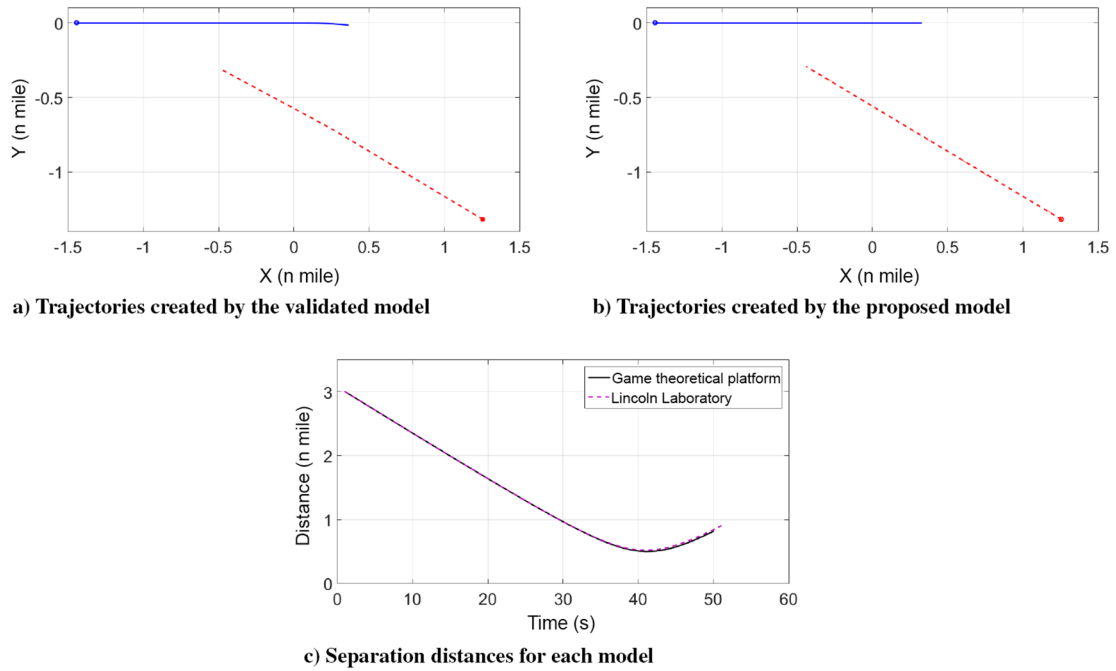 0
-0.5
-1
Y (n mile)
-1.5 -1 -0.5 0 0.5 1 1.5
X (n mile)
a) Trajectories created by the validated model
0
-0.5
-1
Y (n mile)
-1.5 -1 -0.5 0 0.5 1 1.5
X (n mile)
b) Trajectories created by the proposed model
3
2
1
0
Distance (n mile)
Game theoretical platform
Lincoln Laboratory
0 10 20 30 40 50 60
Time (s)
c) Separation distances for each model